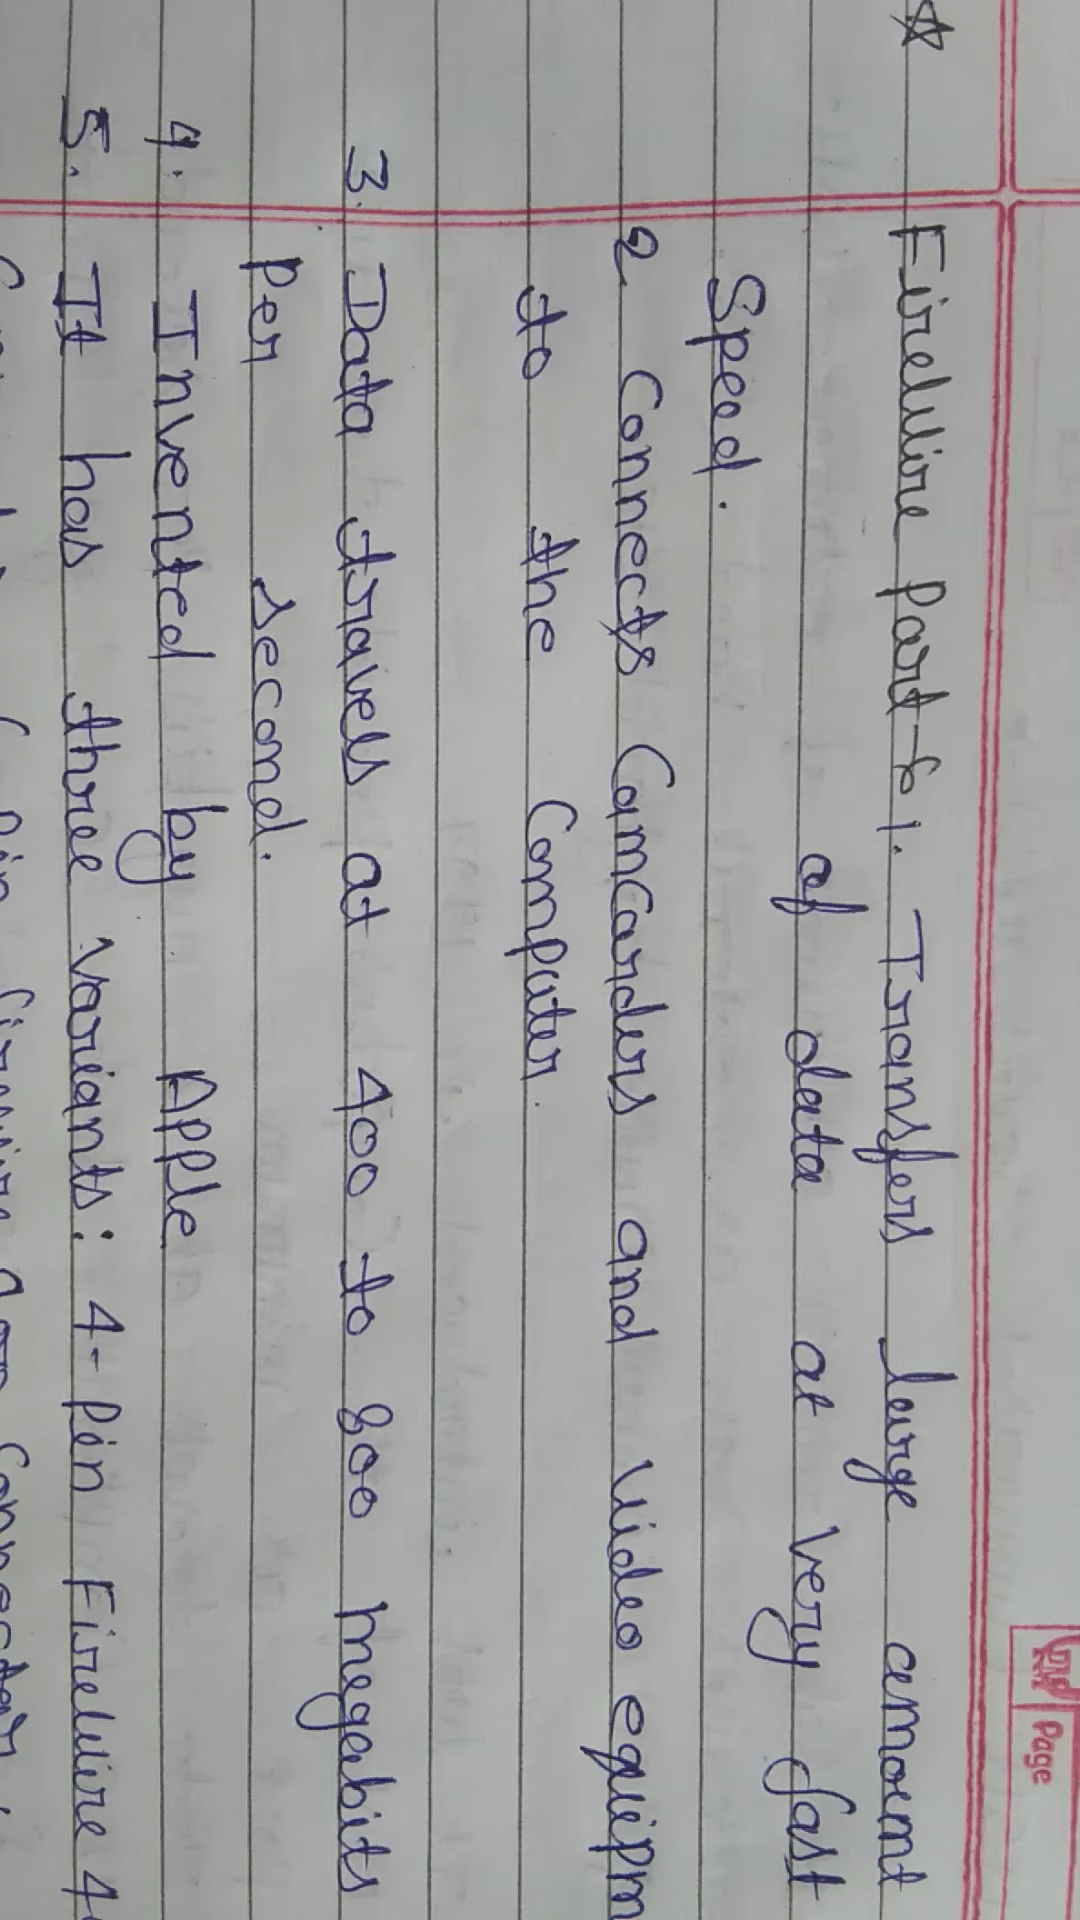 Page
☆ Firewire Port → 1. Transfers large amount
of data at very fast
Speed.
2. Connects Camcarders and Video equipm
to the Computer
3. Data travels at 400 to 800 megabits
Per second.
4. Invented by Apple
5. It has three variants: 4-Pin Firewire 4
Connector